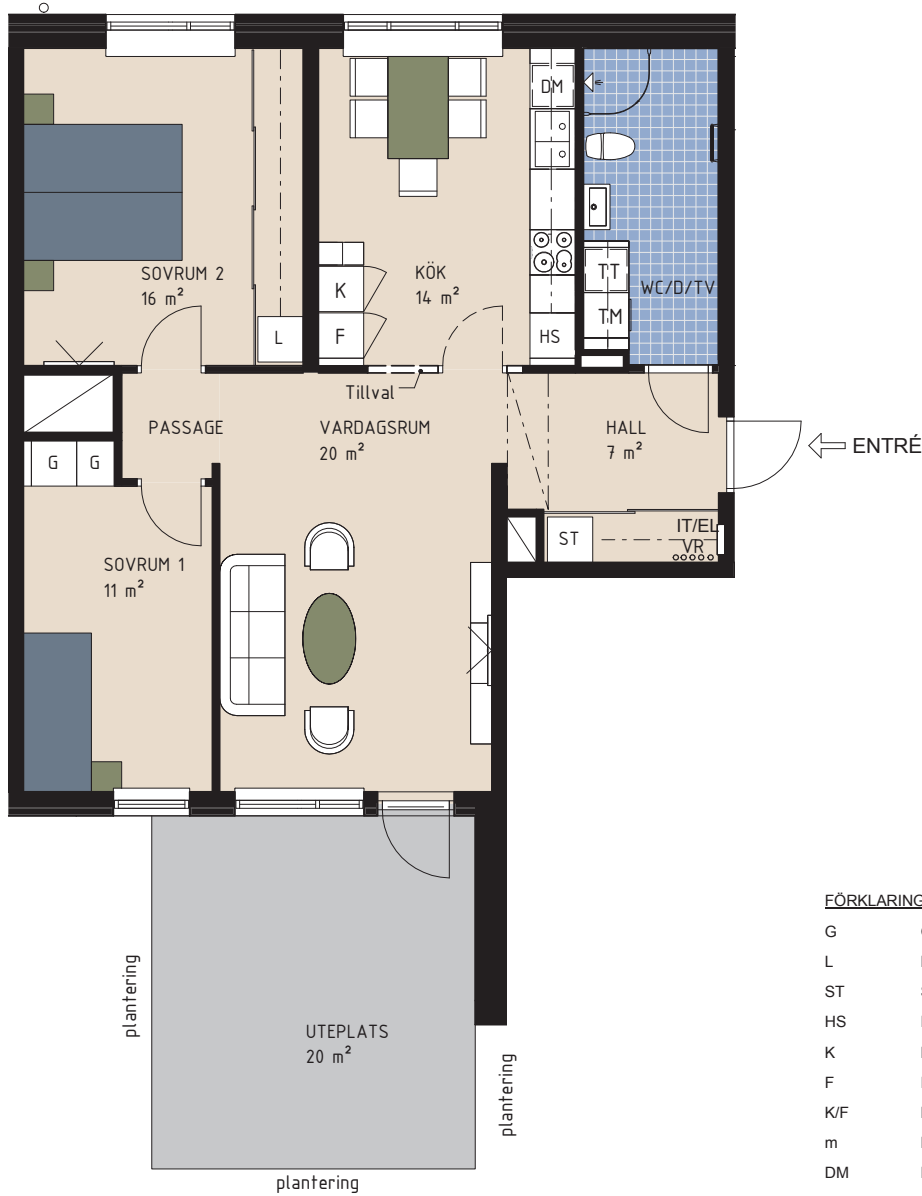 DM
SOVRUM 2
16 m²
KÖK
14 m²
K
F
L
HS
TT
TM
WC/D/TV
Tillval
PASSAGE
VARDAGSRUM
20 m²
HALL
7 m²
ENTRÉ
G G
ST
IT/EL
VR
SOVRUM 1
11 m²
UTEPLATS
20 m²
plantering
plantering
plantering
FÖRKLARING
G
L
ST
HS
K
F
K/F
m
DM